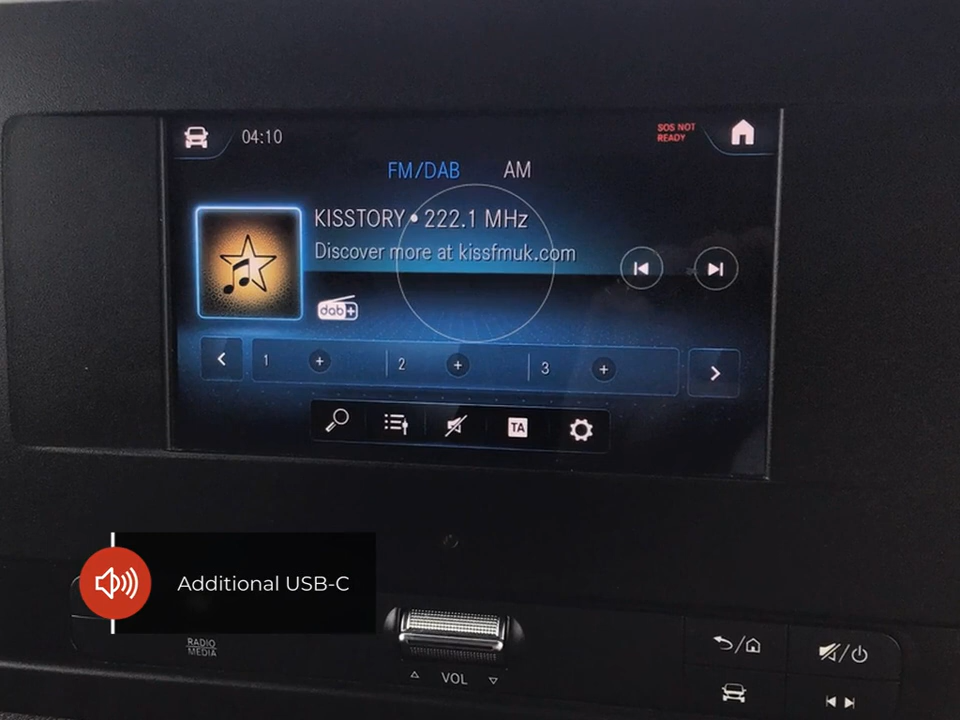 04:10
SOS NOT
READY
FM/DAB AM
KISSTORY • 222.1 MHz
Discover more at kissfmuk.com
dab+
1 + 2 + 3 +
TA
Additional USB-C
RADIO
MEDIA
VOL